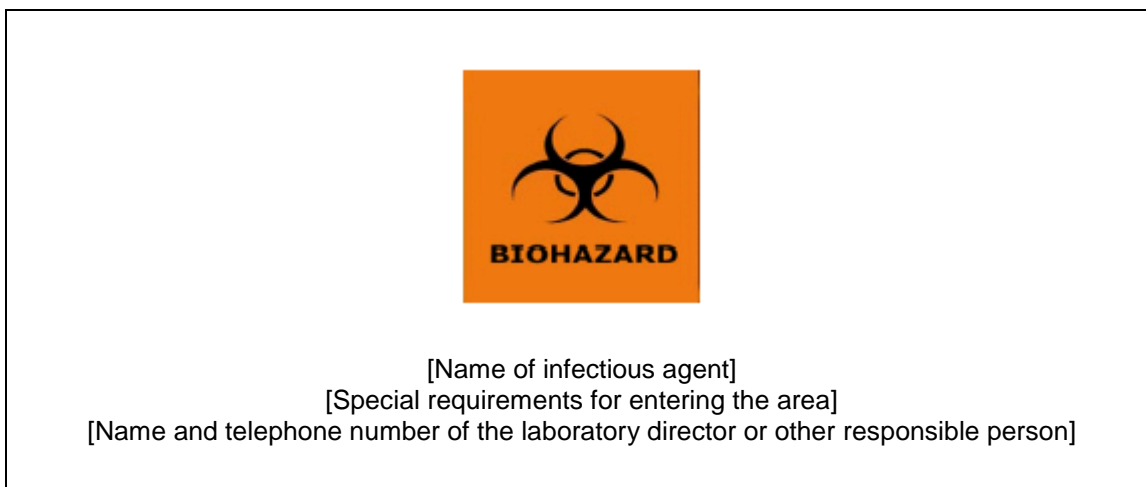 BIOHAZARD
[Name of infectious agent]
[Special requirements for entering the area]
[Name and telephone number of the laboratory director or other responsible person]